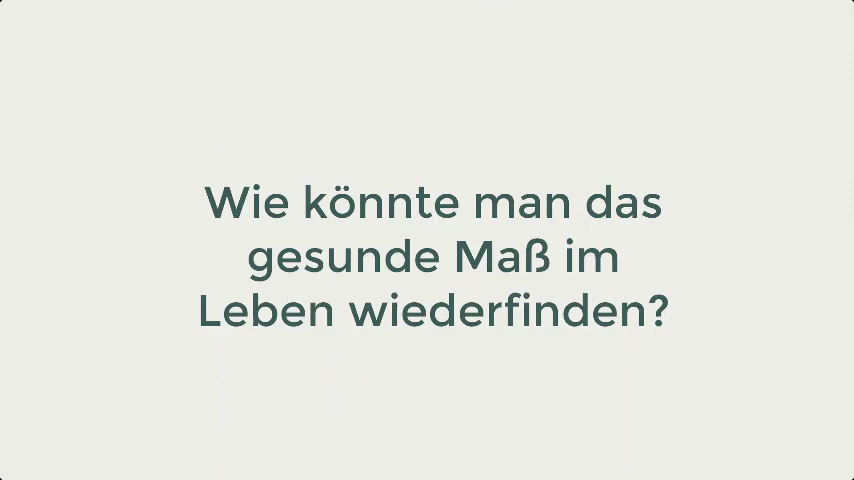 Wie könnte man das
gesunde Maß im
Leben wiederfinden?